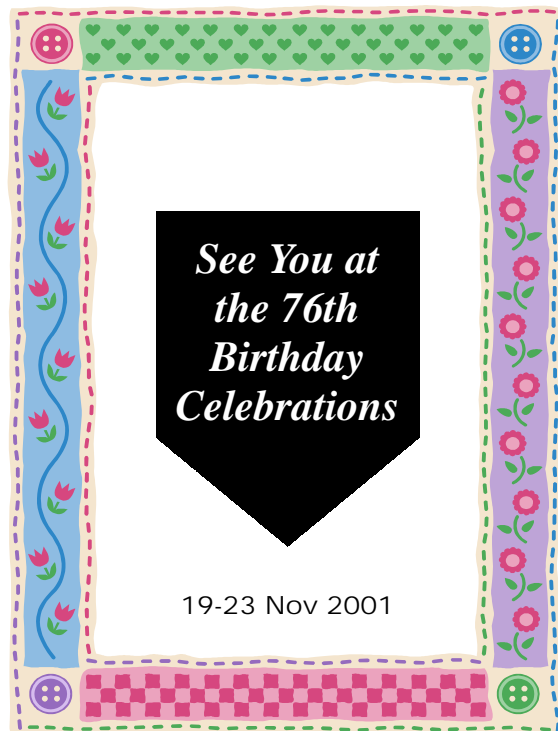 See You at
the 76th
Birthday
Celebrations
19-23 Nov 2001